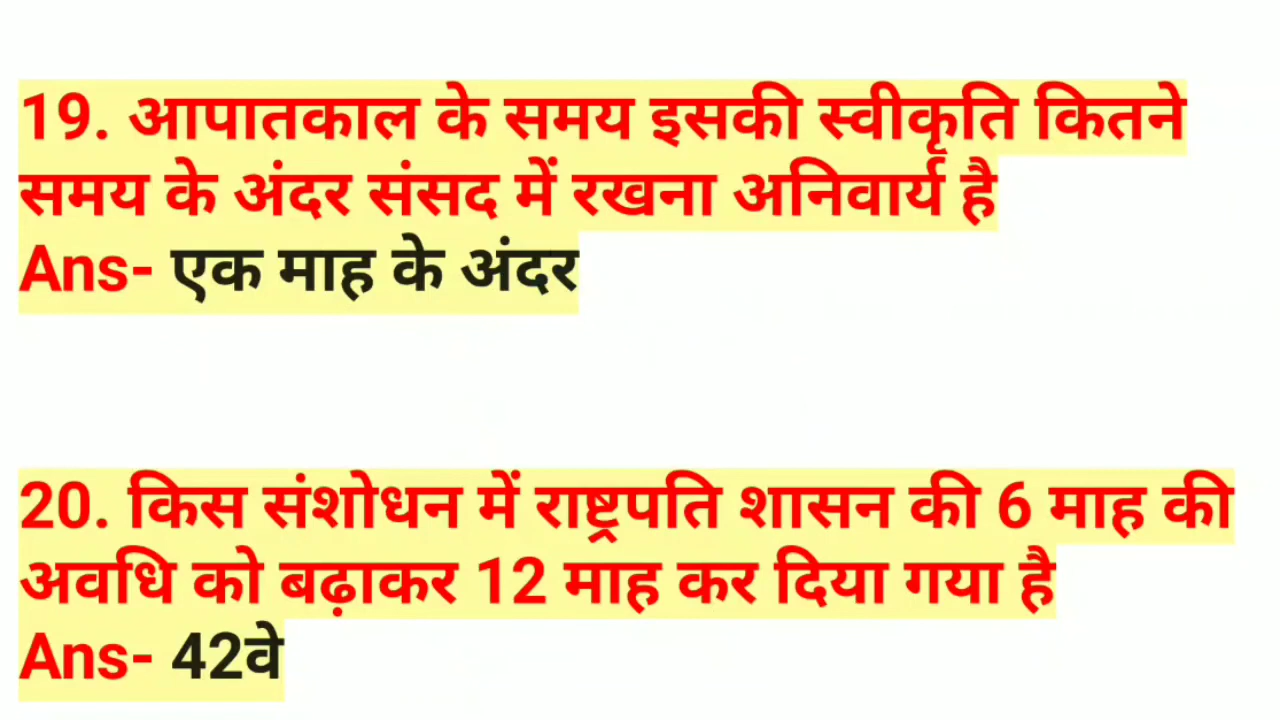 19. आपातकाल के समय इसकी स्वीकृति कितने
समय के अंदर संसद में रखना अनिवार्य है
Ans- एक माह के अंदर
20. किस संशोधन में राष्ट्रपति शासन की 6 माह की
अवधि को बढ़ाकर 12 माह कर दिया गया है
Ans- 42वे